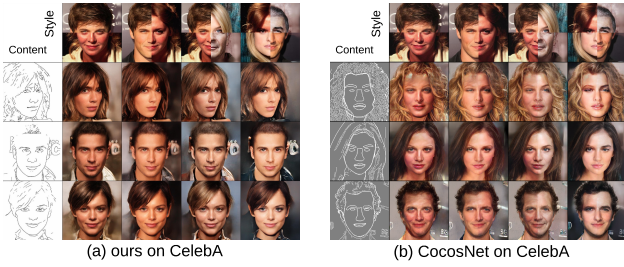 Style
Content
Style
Content
(a) ours on CelebA
(b) CocosNet on CelebA